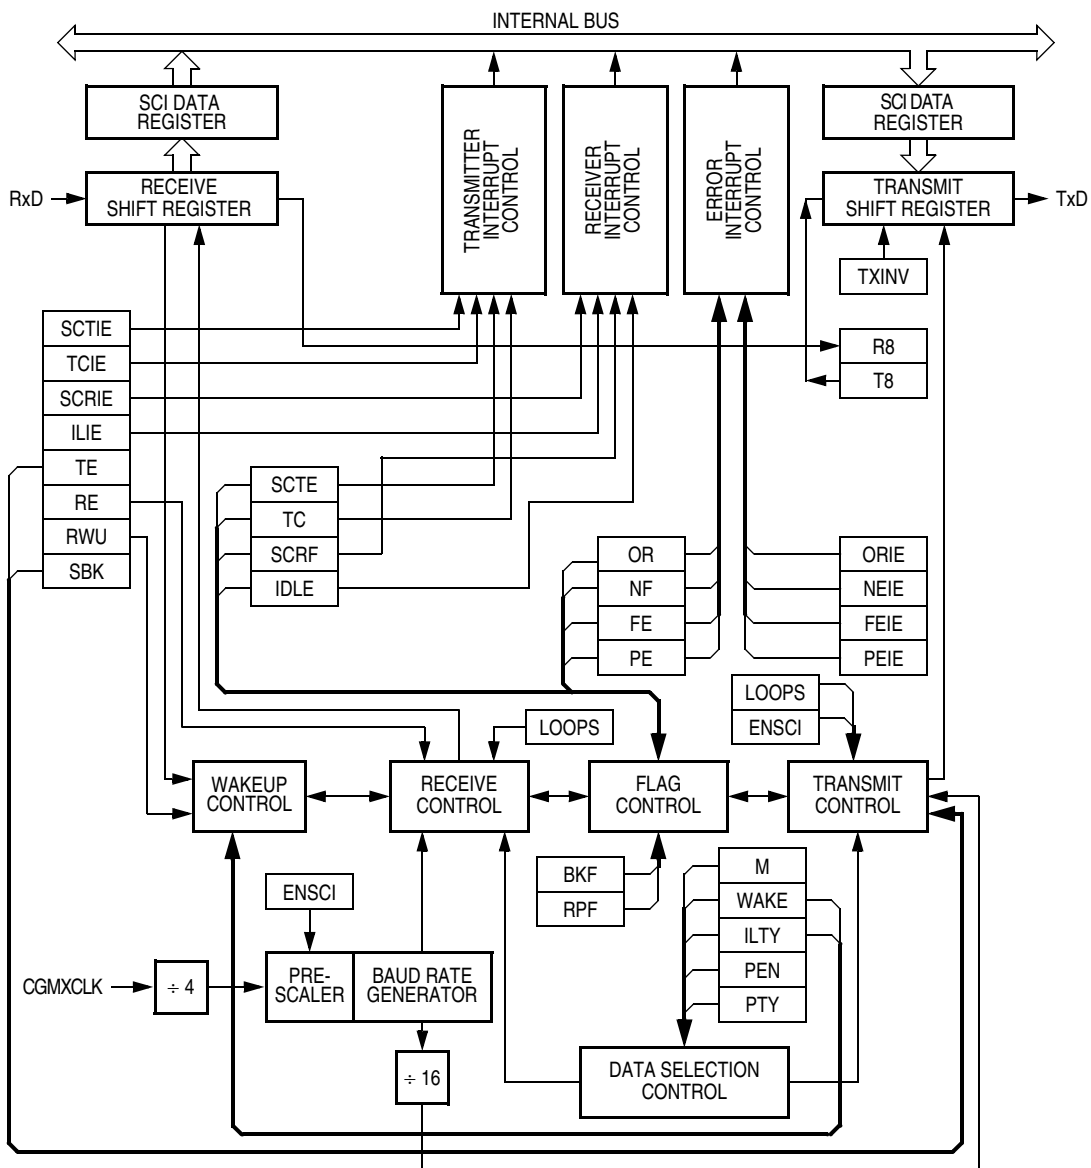 INTERNAL BUS
SCI DATA
REGISTER
SCI DATA
REGISTER
TRANSMITTER
INTERRUPT
CONTROL
RECEIVER
INTERRUPT
CONTROL
ERROR
INTERRUPT
CONTROL
RxD
RECEIVE
SHIFT REGISTER
TRANSMIT
SHIFT REGISTER
TxD
TXINV
SCTIE
TCIE
SCRIE
ILIE
TE
RE
RWU
SBK
R8
T8
SCTE
TC
SCRF
IDLE
OR
NF
FE
PE
ORIE
NEIE
FEIE
PEIE
LOOPS
LOOPS
ENSCI
WAKEUP
CONTROL
RECEIVE
CONTROL
FLAG
CONTROL
TRANSMIT
CONTROL
BKF
RPF
M
WAKE
ILTY
PEN
PTY
ENSCI
CGMXCLK
÷ 4
PRE-
SCALER
BAUD RATE
GENERATOR
÷ 16
DATA SELECTION
CONTROL